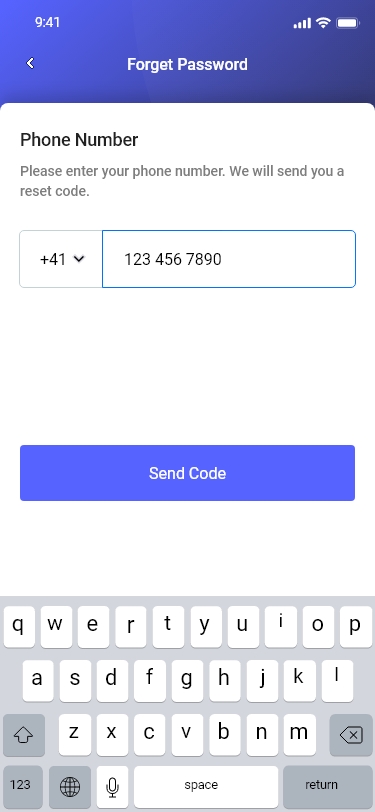 9:41
Forget Password
Phone Number
Please enter your phone number. We will send you a
reset code.
+41 123 456 7890
Send Code
q w e r t y u i o p
a s d f g h j k l
z x c v b n m
123 space return